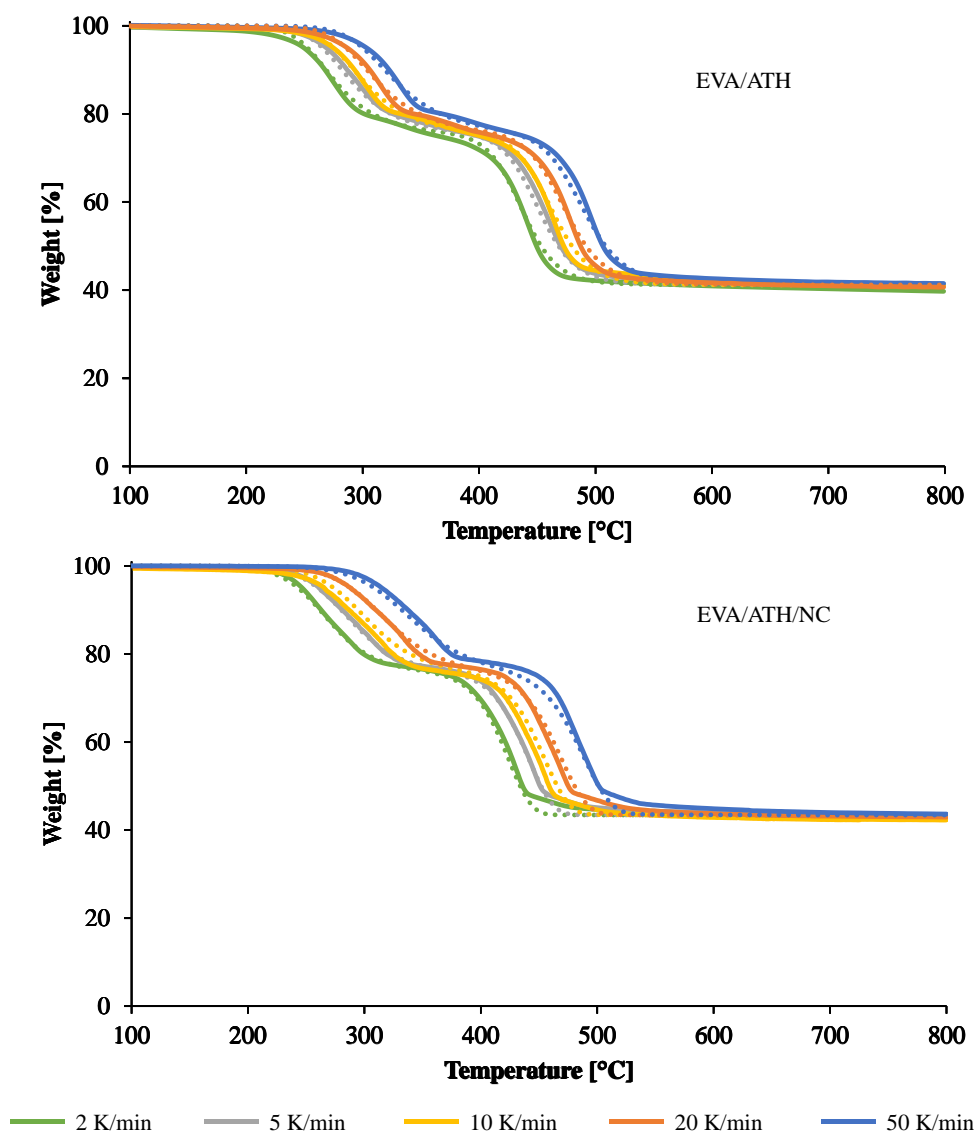 100
80
60
40
20
0
Weight [%]
EVA/ATH
100 200 300 400 500 600 700 800
Temperature [°C]
100
80
60
40
20
0
Weight [%]
EVA/ATH/NC
100 200 300 400 500 600 700 800
Temperature [°C]
2 K/min 5 K/min 10 K/min 20 K/min 50 K/min